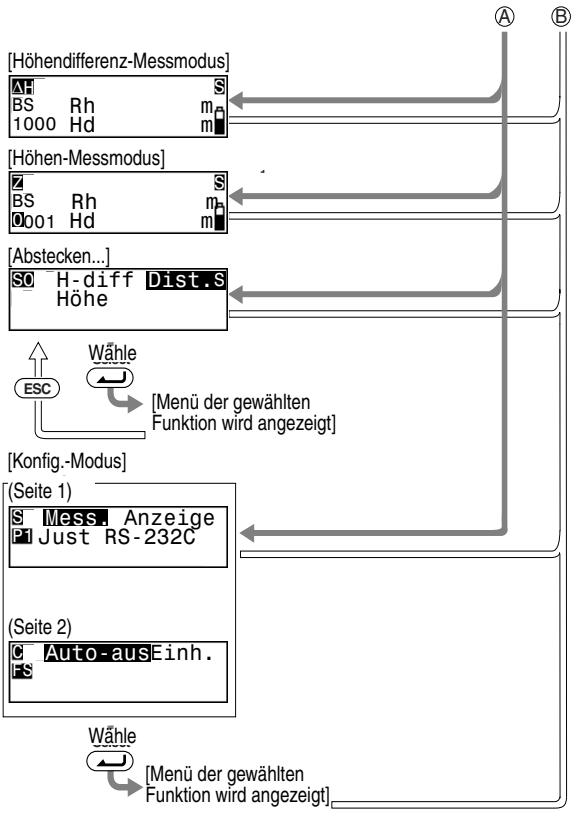 Ⓐ Ⓑ
[Höhendifferenz-Messmodus]
ΔH S
BS Rh m
1000 Hd m
[Höhen-Messmodus]
Z S
BS Rh m
0001 Hd m
[Abstecken...]
SO H-diff Dist.S
Höhe
Wähle
ESC
[Menü der gewählten
Funktion wird angezeigt]
[Konfig.-Modus]
(Seite 1)
S Mess. Anzeige
P1 Just RS-232C
(Seite 2)
C Auto-aus Einh.
FS
Wähle
[Menü der gewählten
Funktion wird angezeigt]